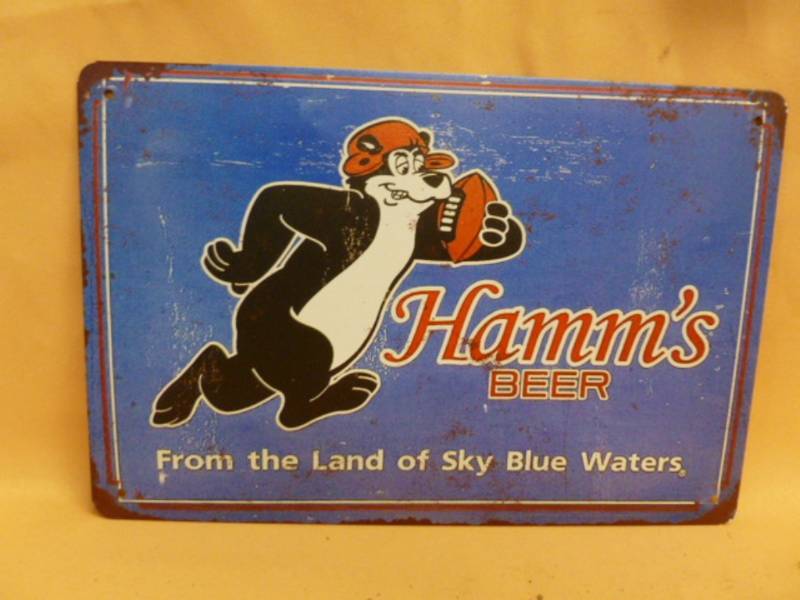 Hamm's
BEER
From the Land of Sky Blue Waters®